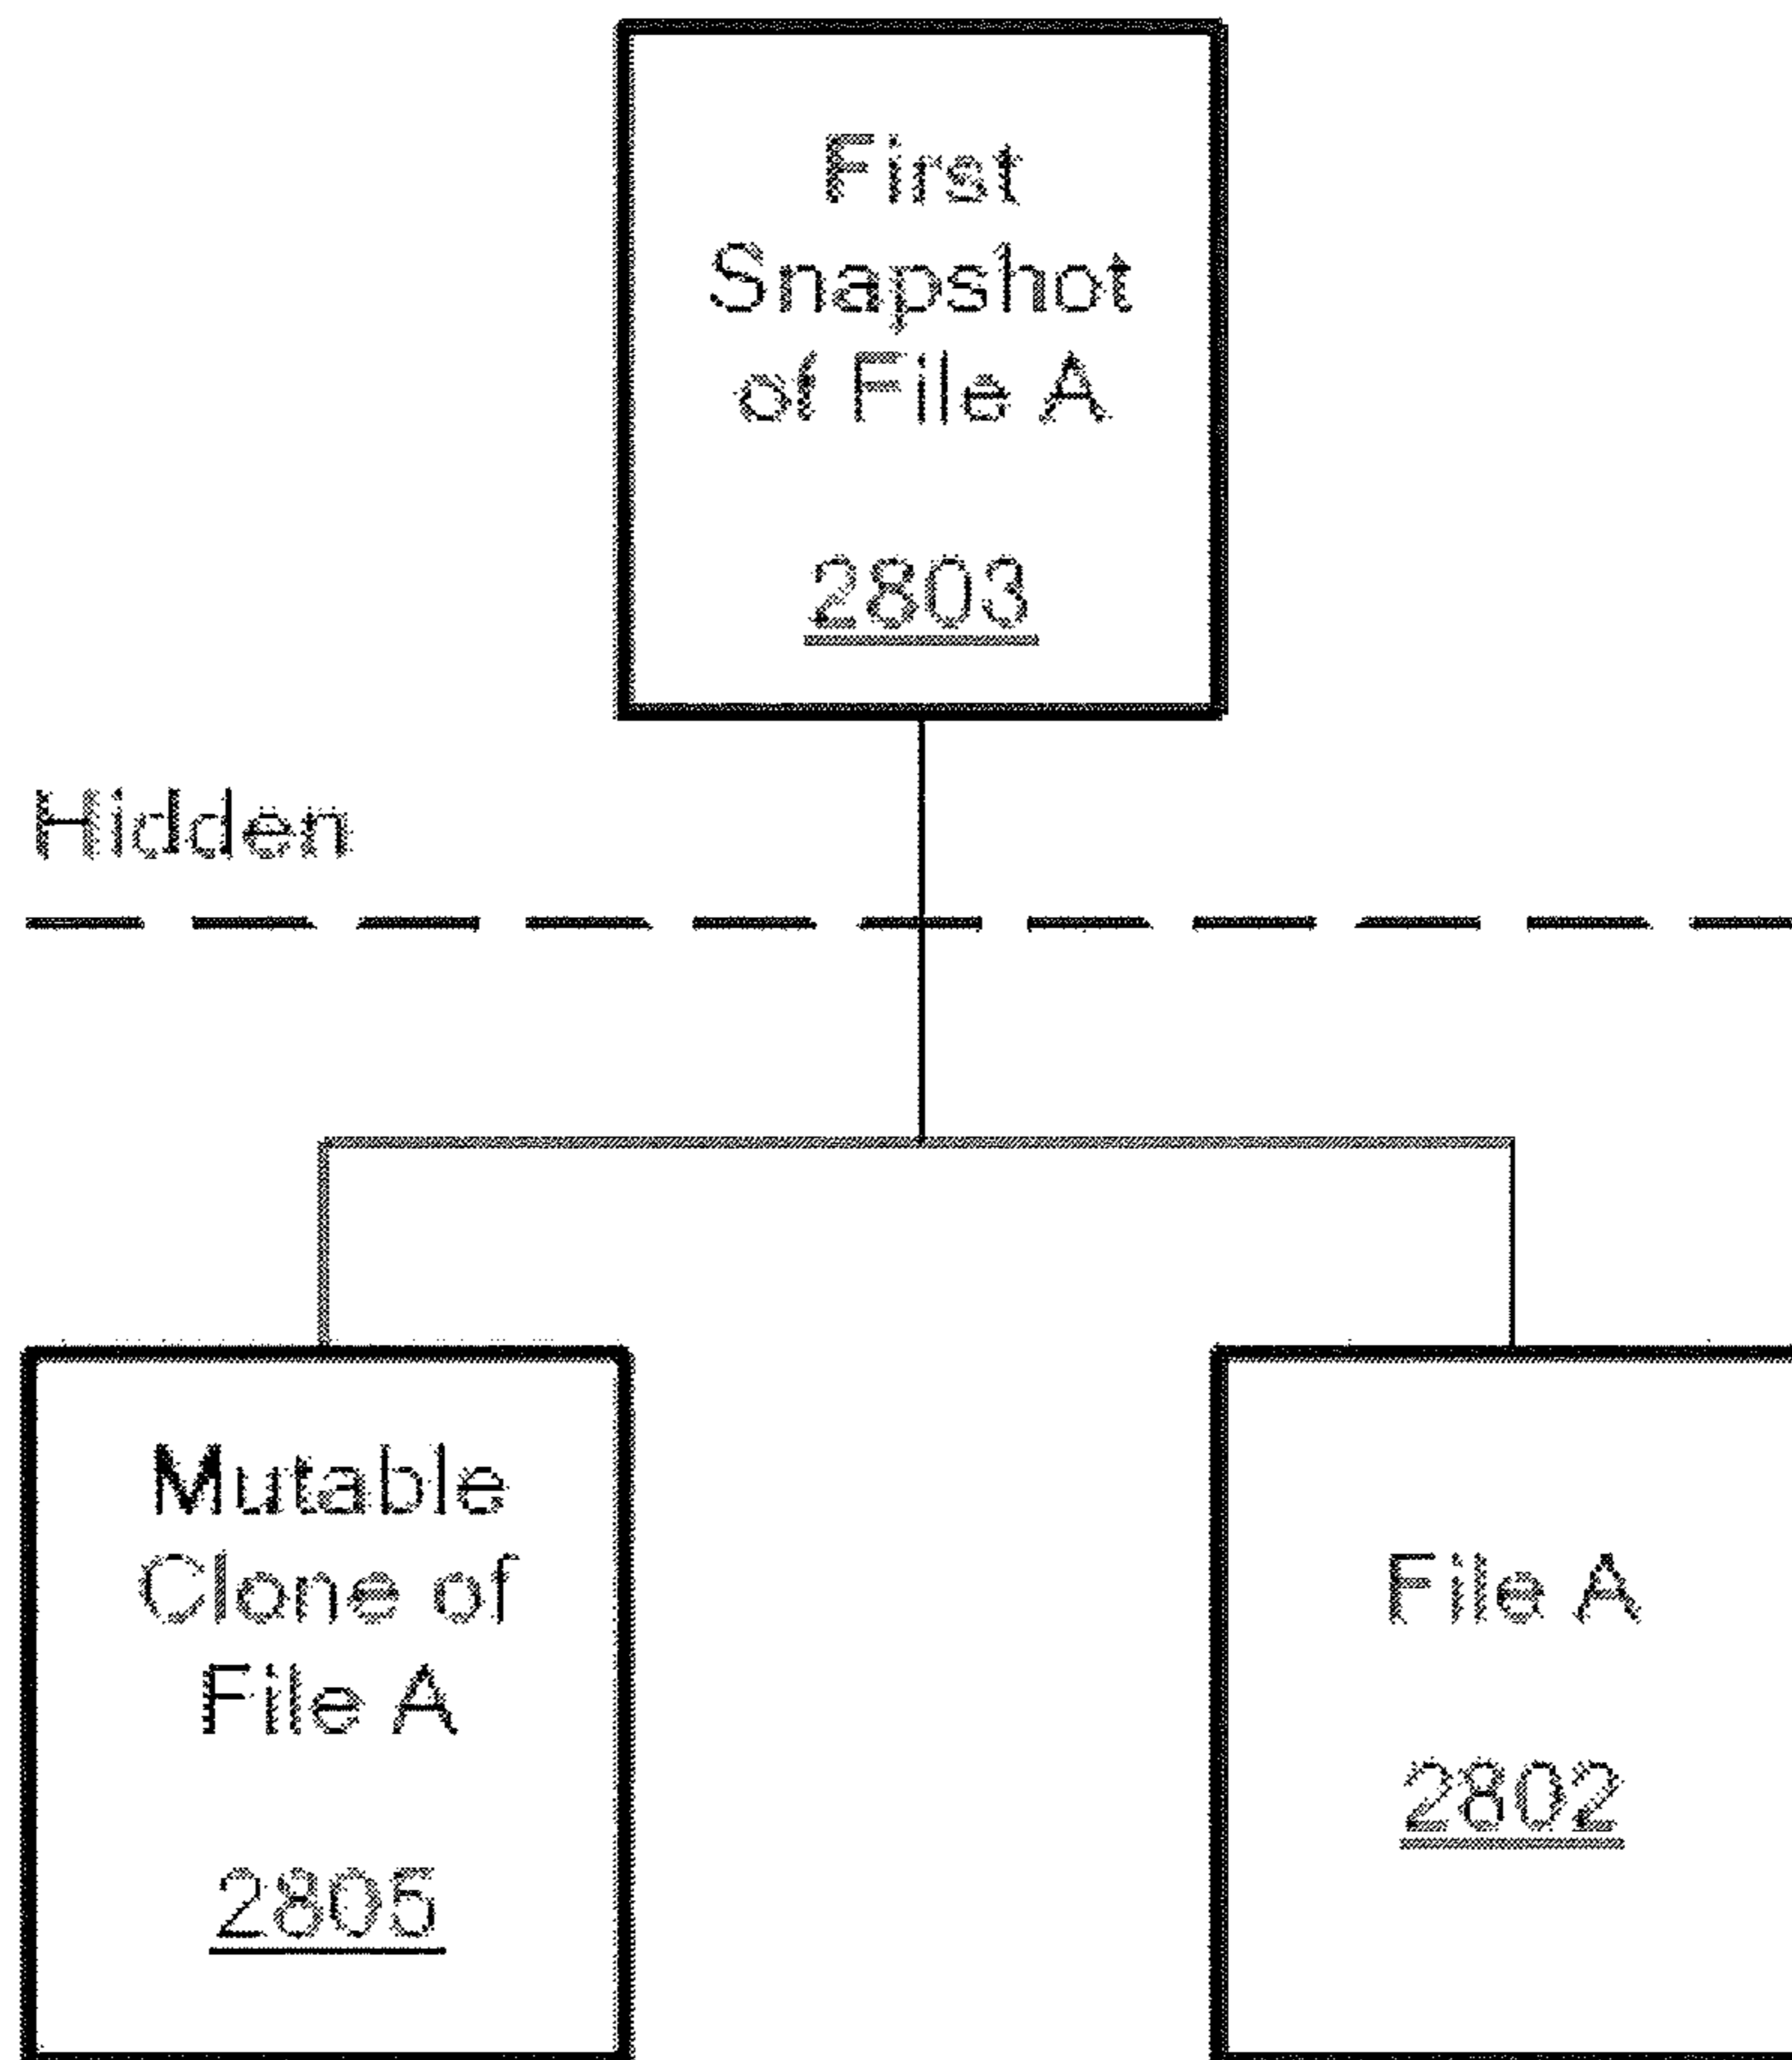 First
Snapshot
of File A
2803
Hidden
Mutable
Clone of
File A
2805
File A
2802